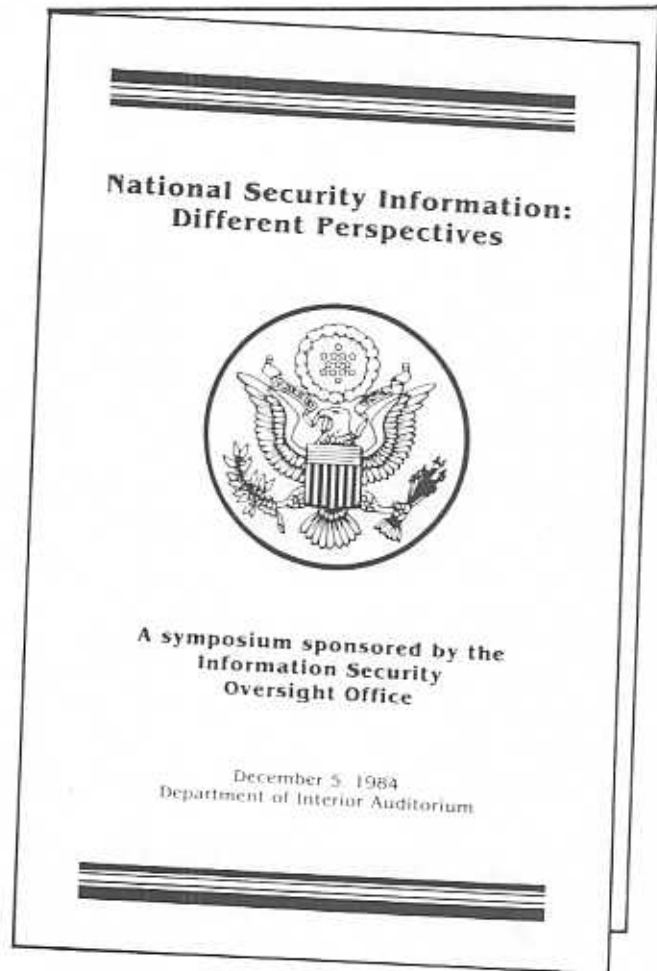 National Security Information:
Different Perspectives
A symposium sponsored by the
Information Security
Oversight Office
December 5 1984
Department of Interior Auditorium